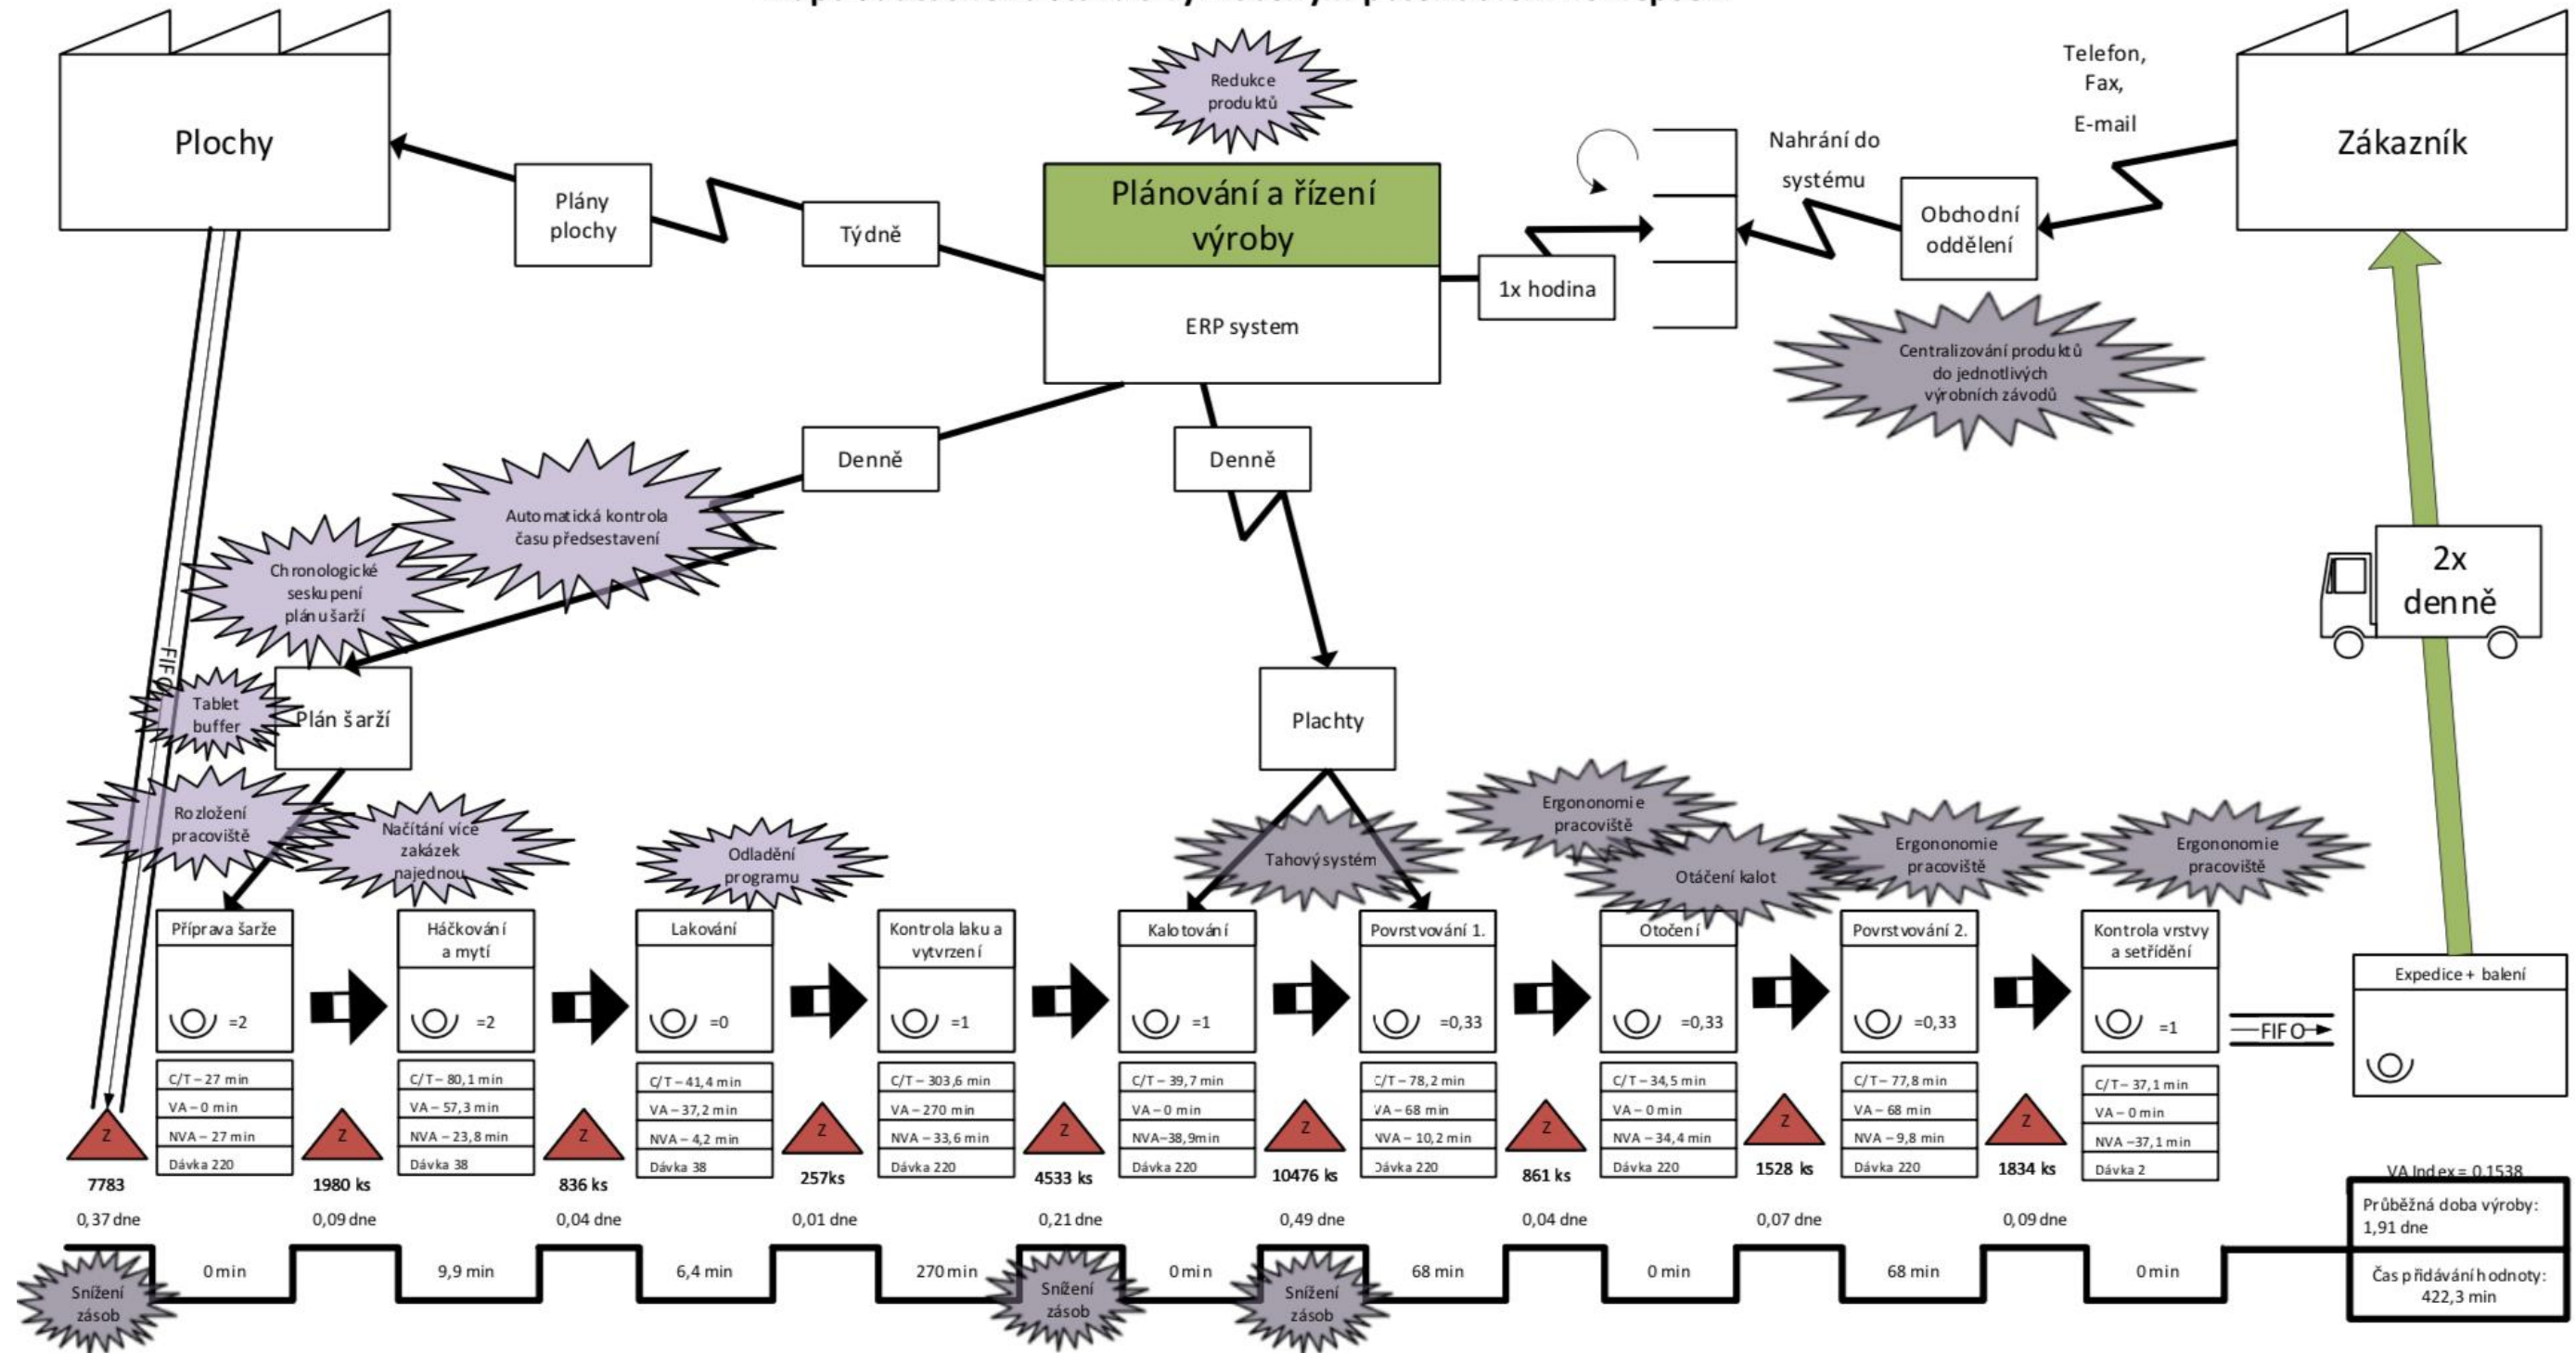 Plochy
Plány
plochy
Týdně
Redukce
produktů
Plánování a řízení
výroby
ERP system
1x hodina
Nahrání do
systému
Obchodní
oddělení
Telefon,
Fax,
E-mail
Zákazník
Centralizování produktů
do jednotlivých
výrobních závodů
Denně
Denně
Automatická kontrola
času předsestavení
Chronologické
seskupení
plánu šarží
FIFO
Tablet
buffer
Plán šarží
Plachty
2x
denně
Rozložení
pracoviště
Načítání více
zakázek
najednou
Odladění
programu
Tahový systém
Ergononomie
pracoviště
Otáčení kalot
Ergononomie
pracoviště
Ergononomie
pracoviště
Příprava šarže
=2
C/T – 27 min
VA – 0 min
NVA – 27 min
Dávka 220
Háčkování
a mytí
=2
C/T – 80,1 min
VA – 57,3 min
NVA – 23,8 min
Dávka 38
Lakování
=0
C/T – 41,4 min
VA – 37,2 min
NVA – 4,2 min
Dávka 38
Kontrola laku a
vytvrzení
=1
C/T – 303,6 min
VA – 270 min
NVA – 33,6 min
Dávka 220
Kalotování
=1
C/T – 39,7 min
VA – 0 min
NVA–38,9min
Dávka 220
Povrstvování 1.
=0,33
C/T – 78,2 min
VA – 68 min
NVA – 10,2 min
Dávka 220
Otočení
=0,33
C/T – 34,5 min
VA – 0 min
NVA – 34,4 min
Dávka 220
Povrstvování 2.
=0,33
C/T – 77,8 min
VA – 68 min
NVA – 9,8 min
Dávka 220
Kontrola vrstvy
a setřídění
=1
C/T – 37,1 min
VA – 0 min
NVA –37,1 min
Dávka 2
FIFO
Expedice + balení
Z
Z
Z
Z
Z
Z
Z
Z
Z
7783
1980 ks
836 ks
257ks
4533 ks
10476 ks
861 ks
1528 ks
1834 ks
VA Index = 0,1538
0,37 dne
0,09 dne
0,04 dne
0,01 dne
0,21 dne
0,49 dne
0,04 dne
0,07 dne
0,09 dne
Průběžná doba výroby:
1,91 dne
0 min
9,9 min
6,4 min
270 min
0 min
68 min
0 min
68 min
0 min
Čas přidávání hodnoty:
422,3 min
Snížení
zásob
Snížení
zásob
Snížení
zásob